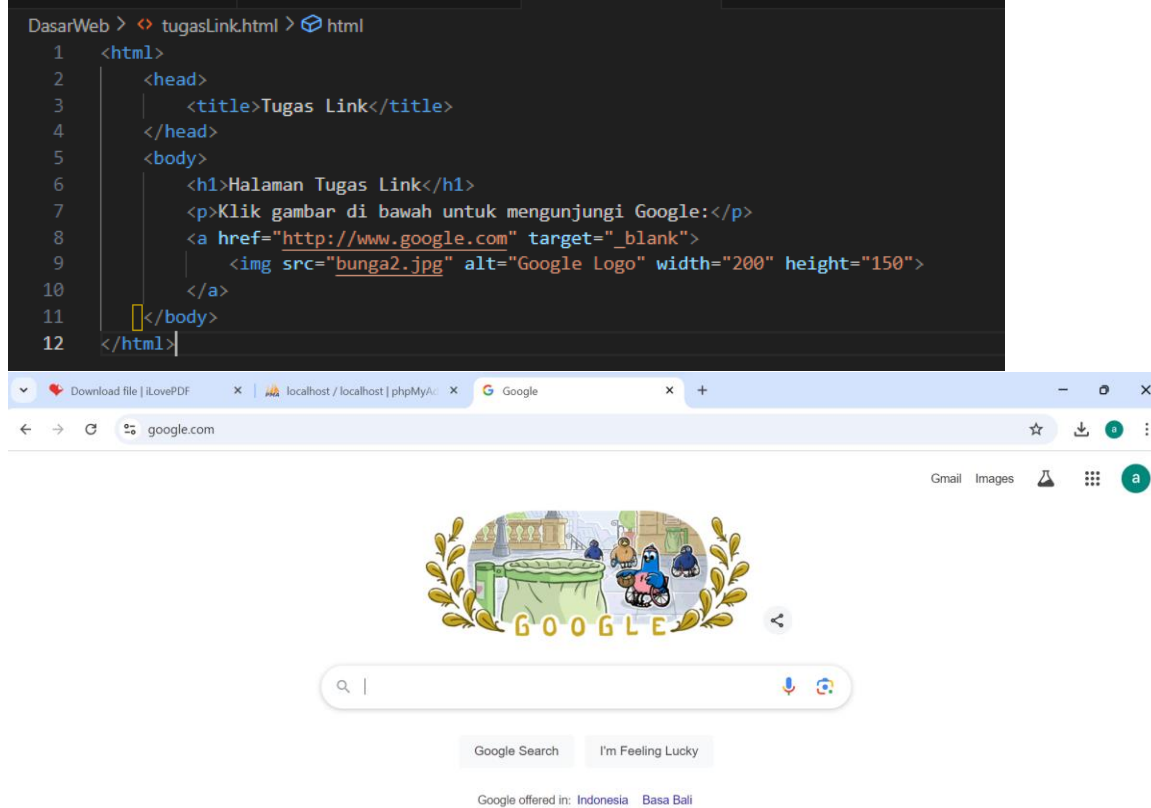 DasarWeb > <> tugasLink.html > html
1 <html>
2 <head>
3 <title>Tugas Link</title>
4 </head>
5 <body>
6 <h1>Halaman Tugas Link</h1>
7 <p>Klik gambar di bawah untuk mengunjungi Google:</p>
8 <a href="http://www.google.com" target="_blank">
9 <img src="bunga2.jpg" alt="Google Logo" width="200" height="150">
10 </a>
11 </body>
12 </html>
Download file | iLovePDF localhost / localhost | phpMyAd Google
google.com a
Gmail Images a
GOOGLE
Google Search I'm Feeling Lucky
Google offered in: Indonesia Basa Bali